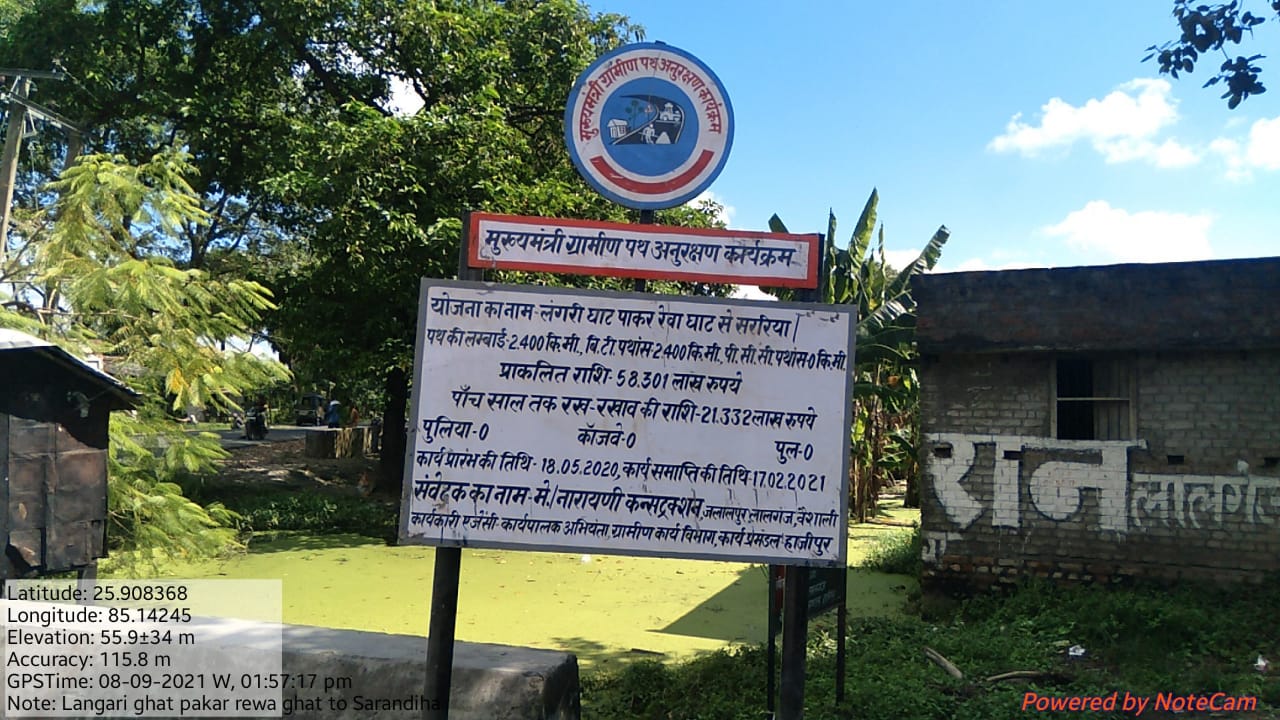 मुख्यमंत्री ग्रामीण पथ अनुरक्षण कार्यक्रम
मुख्यमंत्री ग्रामीण पथ अनुरक्षण कार्यक्रम
योजना का नाम- लंगरी घाट पाकर रेवा घाट से सररिया|
पथ की लम्बाई-2.400 कि.मी., बि.टी. पथांस-2.400 कि.मी. पी. सी. सी. पथांस-0 कि.मी.
प्राकलित राशि- 58.301 लाख रुपये
पाँच साल तक रख-रखाव की राशि-21.332 लाख रुपये
पुलिया-0 कॉजवे-0 पुल-0
कार्य प्रारंभ की तिथि- 18.05.2020, कार्य समाप्ति की तिथि-17.02.2021
संवेदक का नाम- मे./नारायणी कन्सट्रक्शन, जलालपुर, लालगंज, वैशाली
कार्यकारी एजेंसी- कार्यपालक अभियंता, ग्रामीण कार्य विभाग, कार्य प्रमंडल हाजीपुर
राज
Latitude: 25.908368
Longitude: 85.14245
Elevation: 55.9±34 m
Accuracy: 115.8 m
GPSTime: 08-09-2021 W, 01:57:17 pm
Note: Langari ghat pakar rewa ghat to Sarandiha
Powered by NoteCam